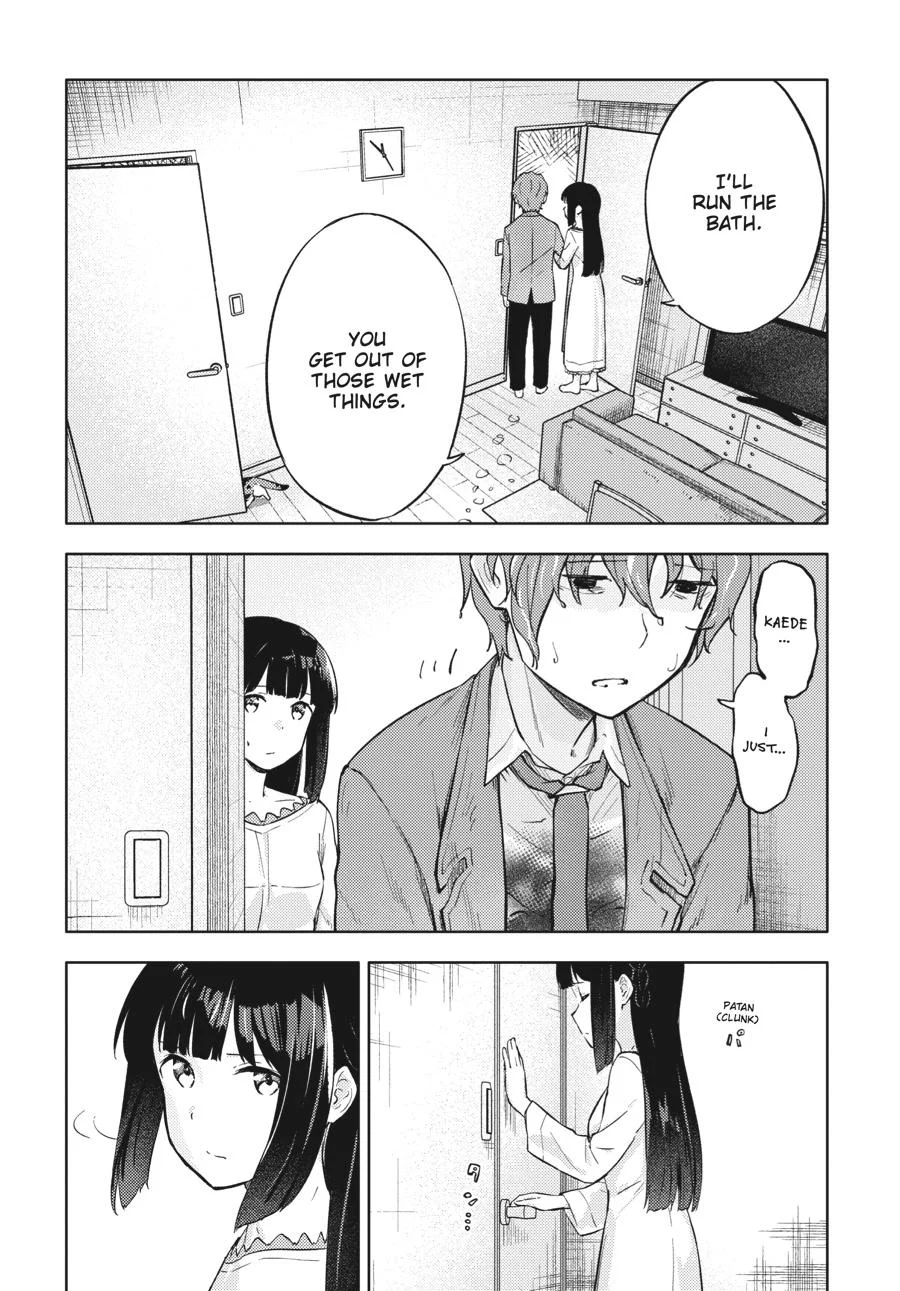 I'LL
RUN THE
BATH.
YOU
GET OUT OF
THOSE WET
THINGS.
KAEDE
...
I
JUST...
PATAN
(CLUNK)